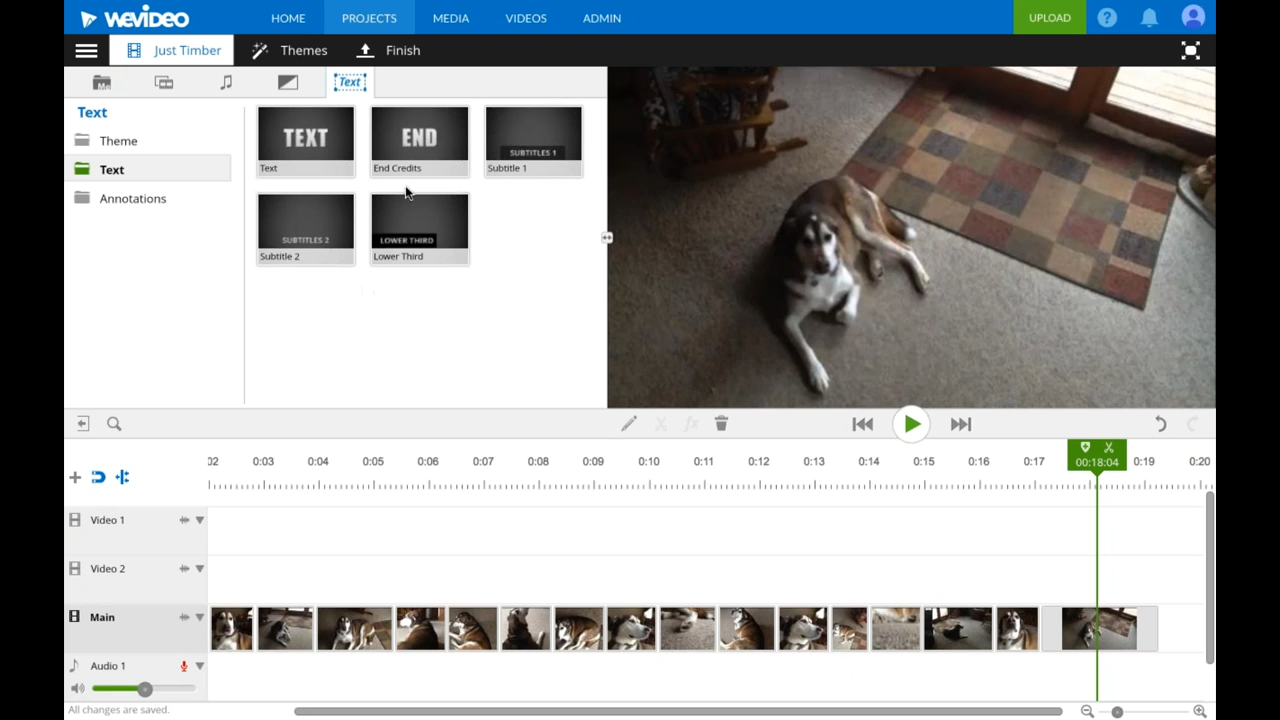 WEVIDEO HOME PROJECTS MEDIA VIDEOS ADMIN UPLOAD ?
Just Timber Themes Finish
Me Text
Text
Theme
Text
Annotations
TEXT END SUBTITLES 1
Text End Credits Subtitle 1
SUBTITLES 2 LOWER THIRD
Subtitle 2 Lower Third
02 0:03 0:04 0:05 0:06 0:07 0:08 0:09 0:10 0:11 0:12 0:13 0:14 0:15 0:16 0:17 00:18:04 0:19 0:20
Video 1
Video 2
Main
Audio 1
All changes are saved.